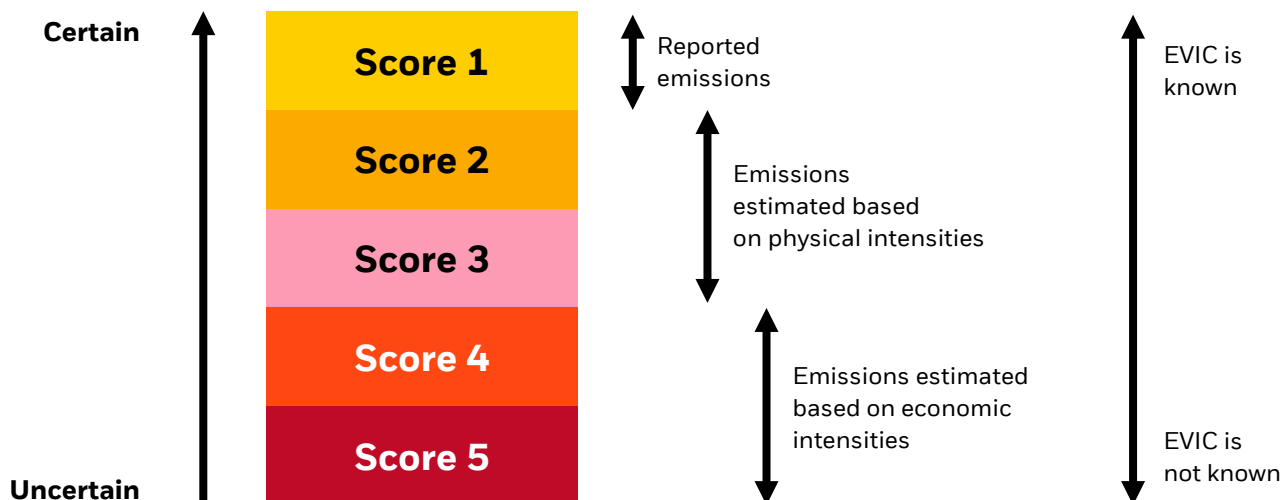 Certain
Score 1
Reported
emissions
EVIC is
known
Score 2
Emissions
estimated based
on physical intensities
Score 3
Score 4
Emissions estimated
based on economic
intensities
Score 5
EVIC is
not known
Uncertain